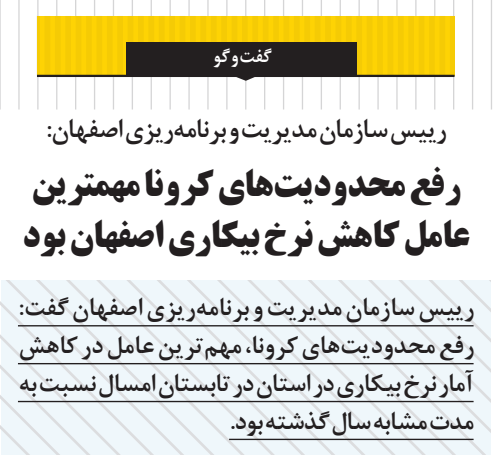 گفت‌وگو
رییس سازمان مدیریت و برنامه‌ریزی اصفهان:
رفع محدودیت‌های کرونا مهمترین
عامل کاهش نرخ بیکاری اصفهان بود
رییس سازمان مدیریت و برنامه‌ریزی اصفهان گفت:
رفع محدودیت‌های کرونا، مهم‌ترین عامل در کاهش
آمار نرخ بیکاری در استان در تابستان امسال نسبت به
مدت مشابه سال گذشته بود.